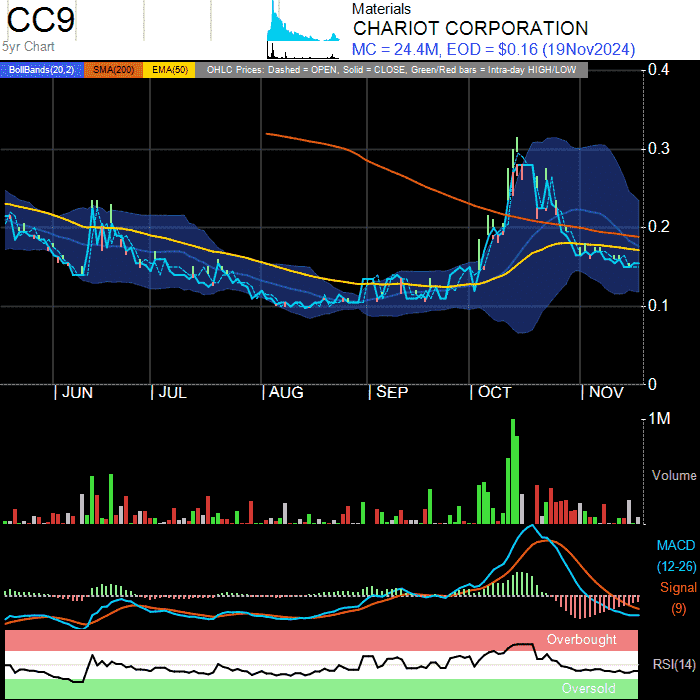 CC9
5yr Chart
Materials
CHARIOT CORPORATION
MC = 24.4M, EOD = $0.16 (19Nov2024)
BollBands(20,2) SMA(200) EMA(50) OHLC Prices: Dashed = OPEN, Solid = CLOSE, Green/Red bars = Intra-day HIGH/LOW
0.4
0.3
0.2
0.1
0
JUN JUL AUG SEP OCT NOV
1M
Volume
MACD
(12-26)
Signal
(9)
Overbought
RSI(14)
Oversold